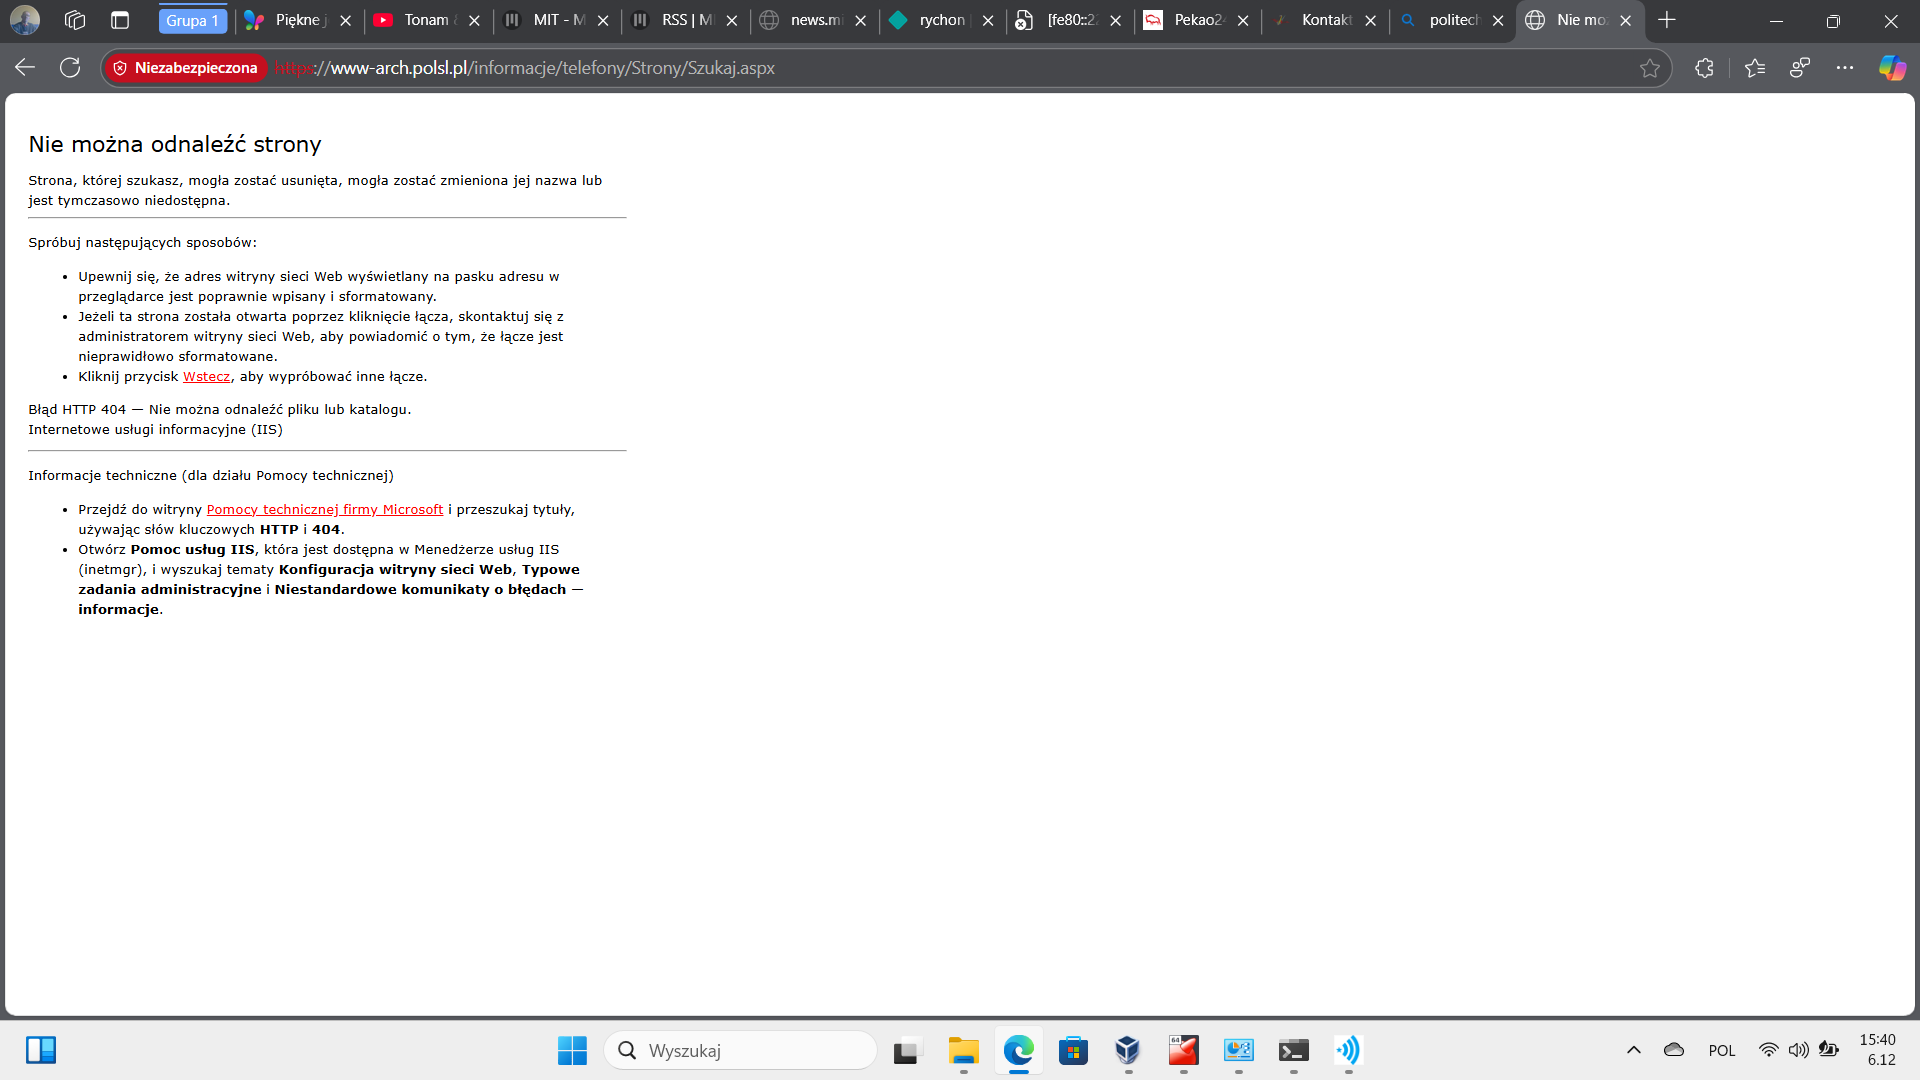 Grupa 1
Piękne j
Tonam &
MIT - M
RSS | MI
news.mi
rychon |
[fe80::22
Pekao24
Kontakt
politech
Nie moż
Niezabezpieczona
https://www-arch.polsl.pl/informacje/telefony/Strony/Szukaj.aspx
Nie można odnaleźć strony
Strona, której szukasz, mogła zostać usunięta, mogła zostać zmieniona jej nazwa lub
jest tymczasowo niedostępna.
Spróbuj następujących sposobów:
• Upewnij się, że adres witryny sieci Web wyświetlany na pasku adresu w
przeglądarce jest poprawnie wpisany i sformatowany.
• Jeżeli ta strona została otwarta poprzez kliknięcie łącza, skontaktuj się z
administratorem witryny sieci Web, aby powiadomić o tym, że łącze jest
nieprawidłowo sformatowane.
• Kliknij przycisk Wstecz, aby wypróbować inne łącze.
Błąd HTTP 404 — Nie można odnaleźć pliku lub katalogu.
Internetowe usługi informacyjne (IIS)
Informacje techniczne (dla działu Pomocy technicznej)
• Przejdź do witryny Pomocy technicznej firmy Microsoft i przeszukaj tytuły,
używając słów kluczowych HTTP i 404.
• Otwórz Pomoc usług IIS, która jest dostępna w Menedżerze usług IIS
(inetmgr), i wyszukaj tematy Konfiguracja witryny sieci Web, Typowe
zadania administracyjne i Niestandardowe komunikaty o błędach —
informacje.
Wyszukaj
64
POL
15:40
6.12